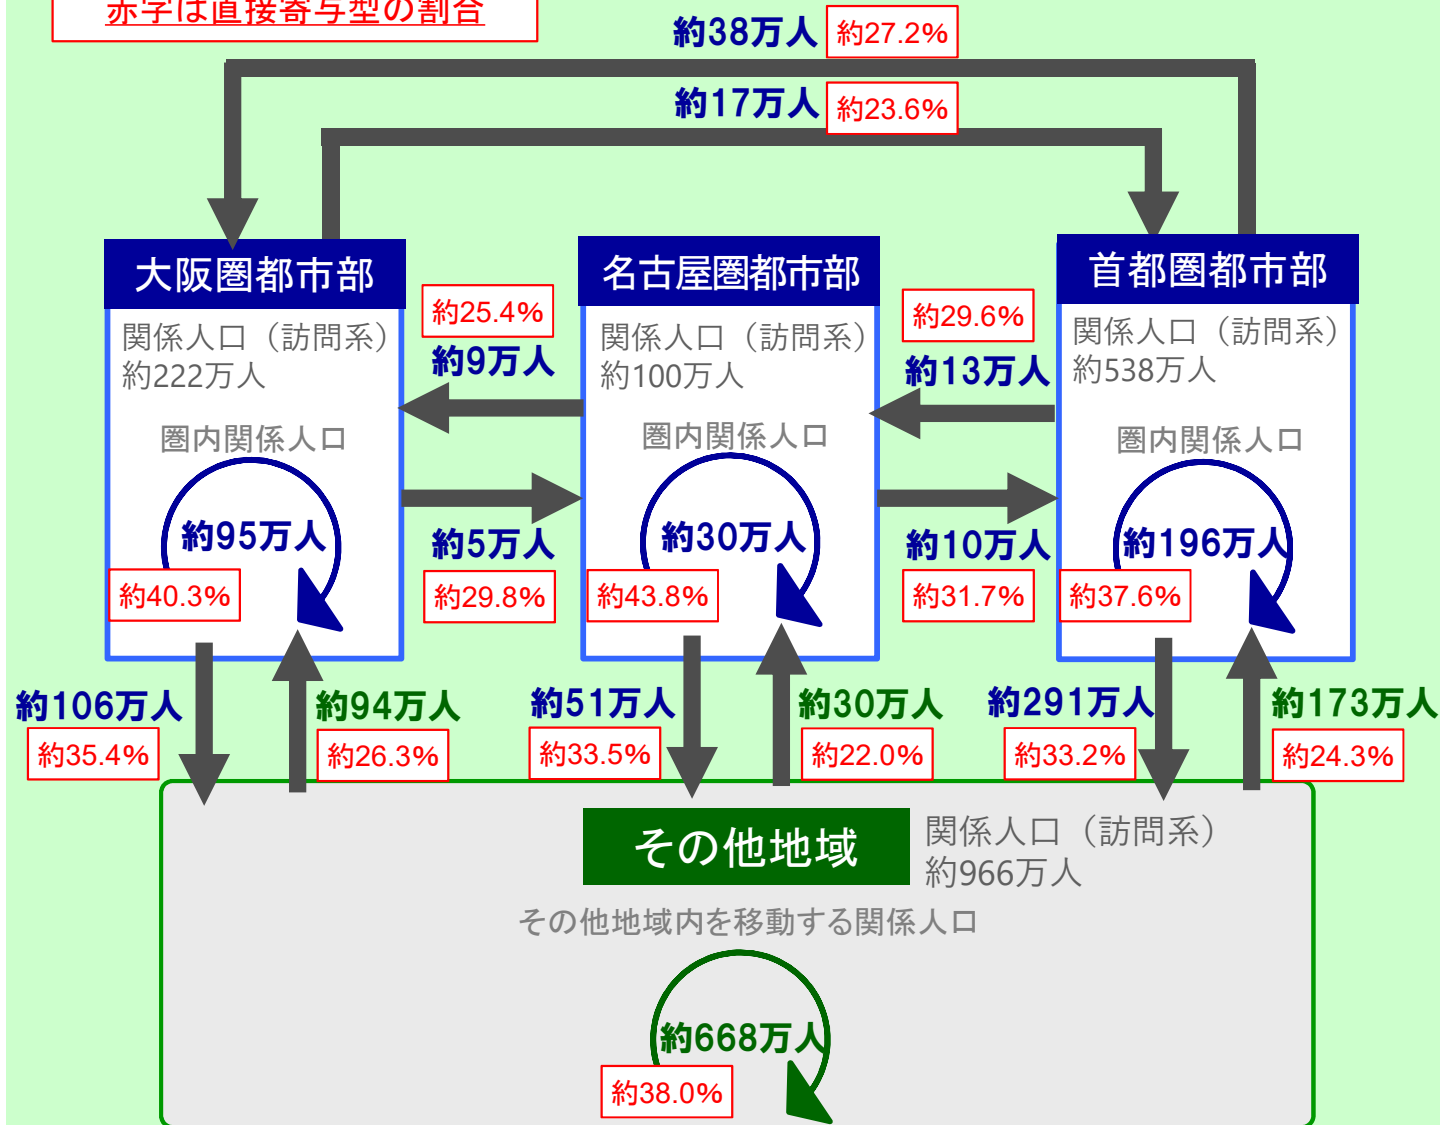 赤字は直接寄与型の割合
約38万人 約27.2%
約17万人 約23.6%
大阪圏都市部
関係人口（訪問系）
約222万人
圏内関係人口
約95万人
約40.3%
約25.4%
約9万人
約5万人
約29.8%
名古屋圏都市部
関係人口（訪問系）
約100万人
圏内関係人口
約30万人
約43.8%
約29.6%
約13万人
約10万人
約31.7%
首都圏都市部
関係人口（訪問系）
約538万人
圏内関係人口
約196万人
約37.6%
約106万人
約35.4%
約94万人
約26.3%
約51万人
約33.5%
約30万人
約22.0%
約291万人
約33.2%
約173万人
約24.3%
その他地域
関係人口（訪問系）
約966万人
その他地域内を移動する関係人口
約668万人
約38.0%